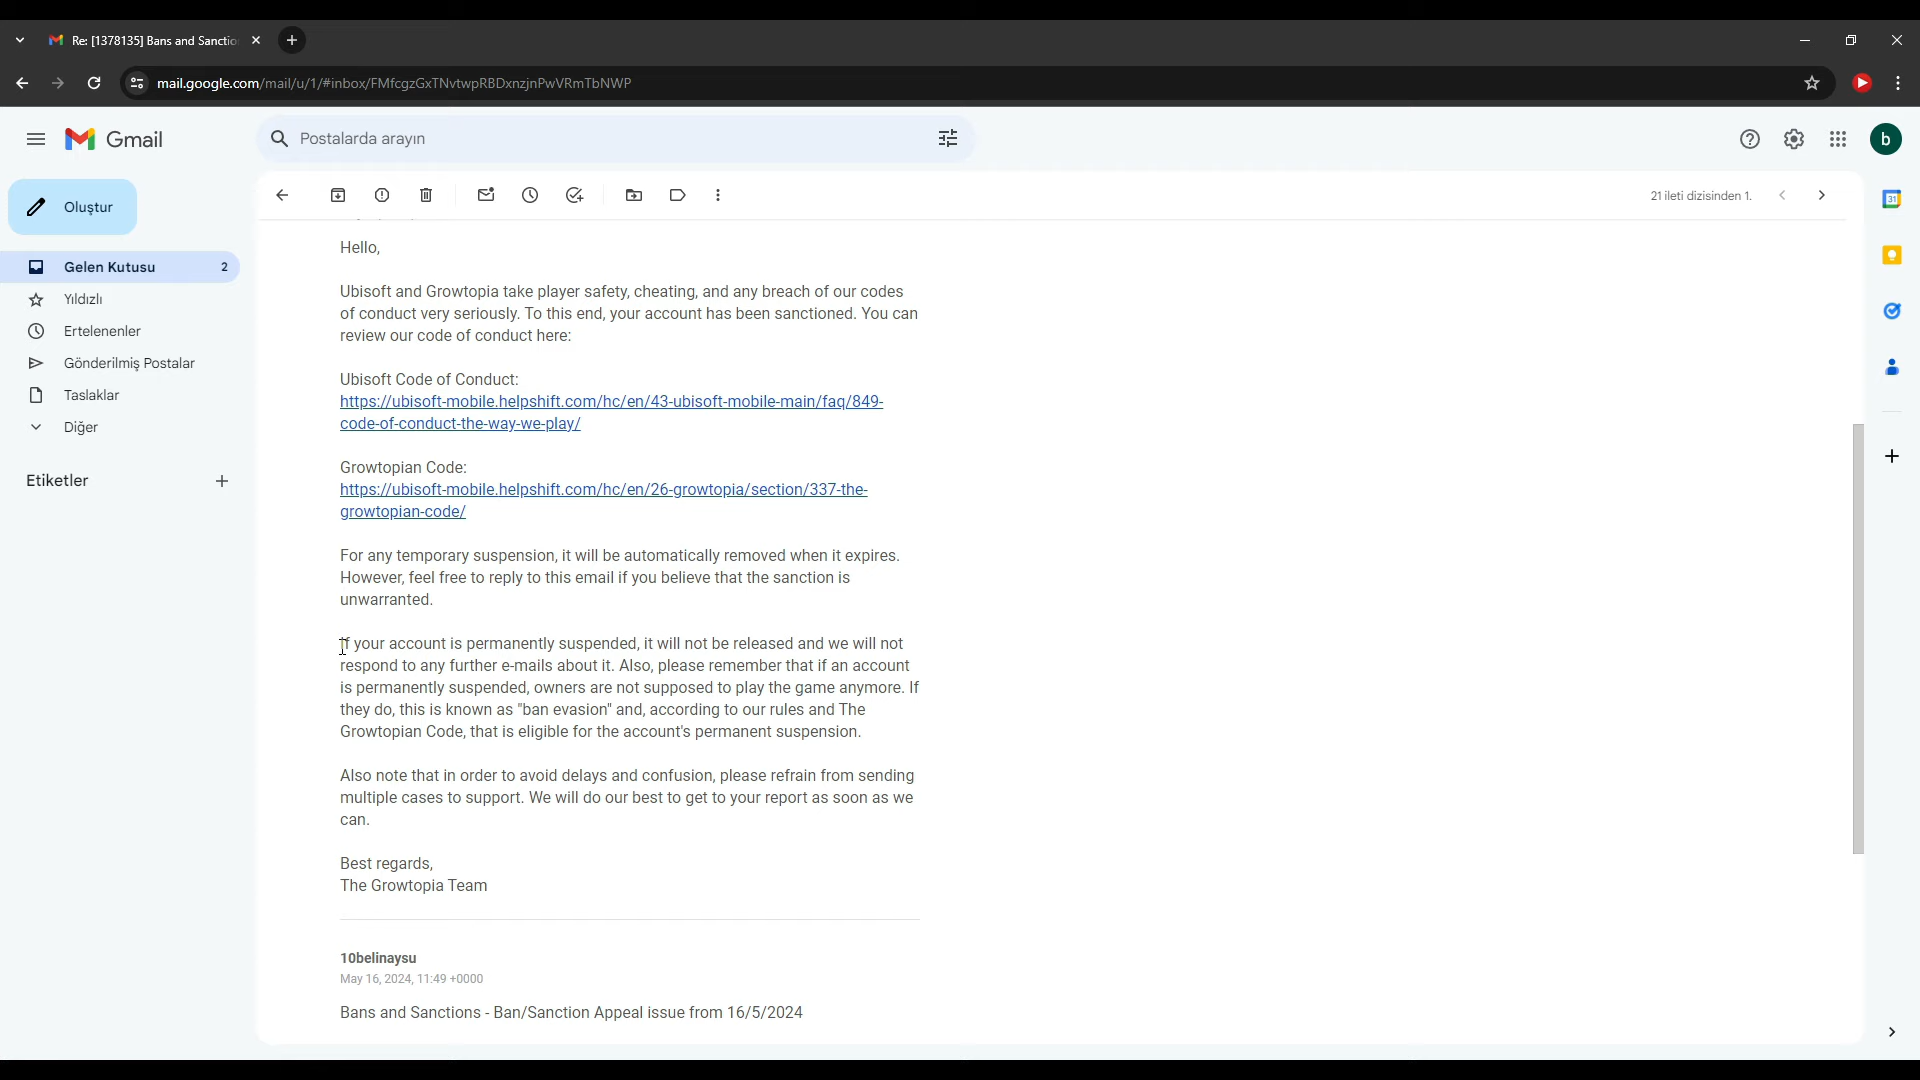 Re: [1378135] Bans and Sanctio
mail.google.com/mail/u/1/#inbox/FMfcgzGxTNvtwpRBDxnzjnPwVRmTbNWP
Gmail
Postalarda arayın
b
Oluştur
21 ileti dizisinden 1.
31
Gelen Kutusu 2
Yıldızlı
Ertelenenler
Gönderilmiş Postalar
Taslaklar
Diğer
Etiketler
Hello,
Ubisoft and Growtopia take player safety, cheating, and any breach of our codes
of conduct very seriously. To this end, your account has been sanctioned. You can
review our code of conduct here:
Ubisoft Code of Conduct:
https://ubisoft-mobile.helpshift.com/hc/en/43-ubisoft-mobile-main/faq/849-
code-of-conduct-the-way-we-play/
Growtopian Code:
https://ubisoft-mobile.helpshift.com/hc/en/26-growtopia/section/337-the-
growtopian-code/
For any temporary suspension, it will be automatically removed when it expires.
However, feel free to reply to this email if you believe that the sanction is
unwarranted.
If your account is permanently suspended, it will not be released and we will not
respond to any further e-mails about it. Also, please remember that if an account
is permanently suspended, owners are not supposed to play the game anymore. If
they do, this is known as "ban evasion" and, according to our rules and The
Growtopian Code, that is eligible for the account's permanent suspension.
Also note that in order to avoid delays and confusion, please refrain from sending
multiple cases to support. We will do our best to get to your report as soon as we
can.
Best regards,
The Growtopia Team
10belinaysu
May 16, 2024, 11:49 +0000
Bans and Sanctions - Ban/Sanction Appeal issue from 16/5/2024